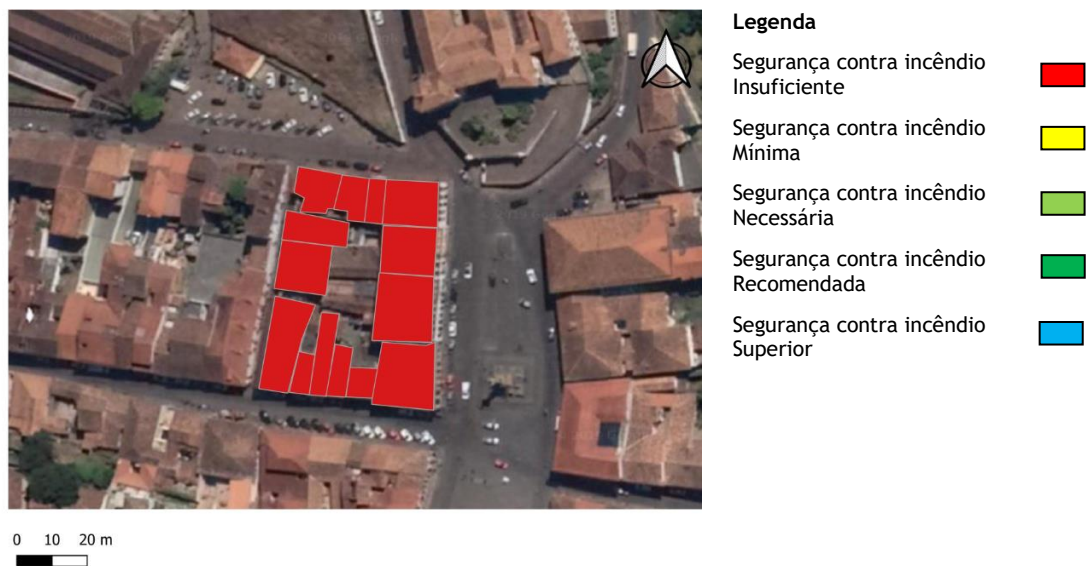 Legenda
Segurança contra incêndio
Insuficiente
Segurança contra incêndio
Mínima
Segurança contra incêndio
Necessária
Segurança contra incêndio
Recomendada
Segurança contra incêndio
Superior
0 10 20 m